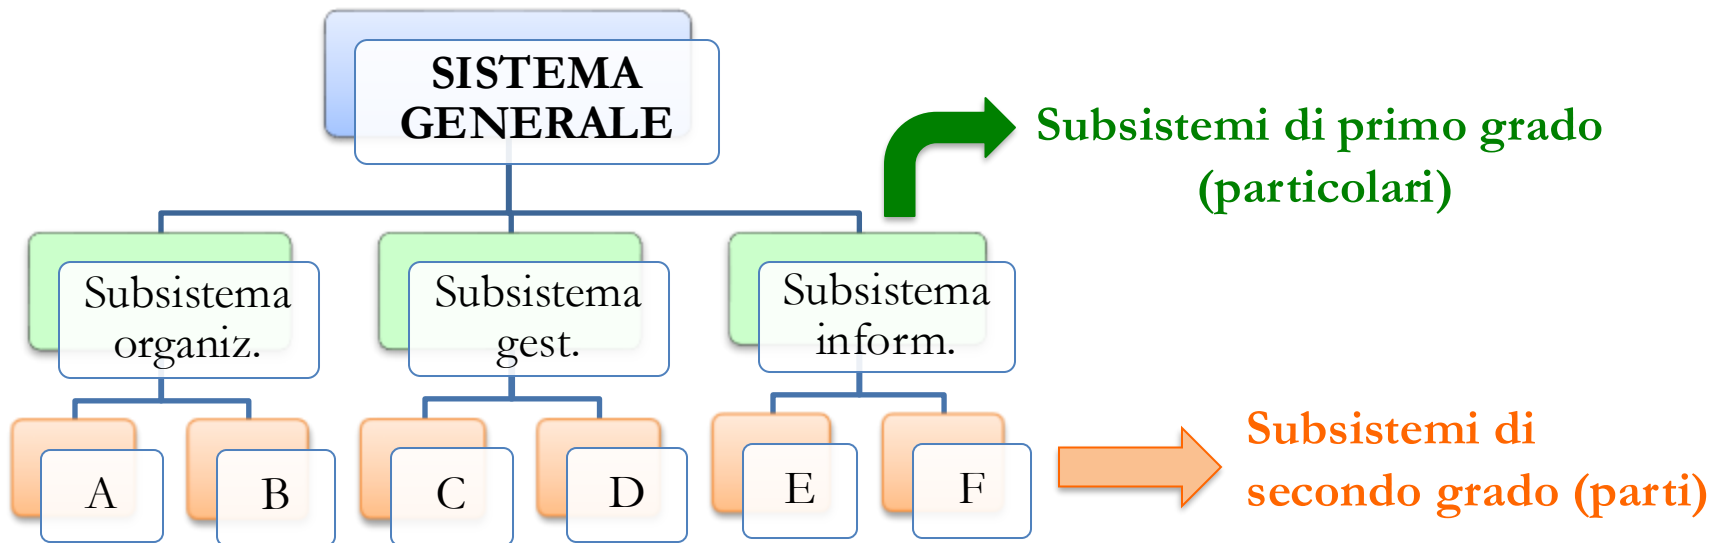 SISTEMA
GENERALE
Subsistemi di primo grado
(particolari)
Subsistema
organiz.
Subsistema
gest.
Subsistema
inform.
A
B
C
D
E
F
Subsistemi di
secondo grado (parti)